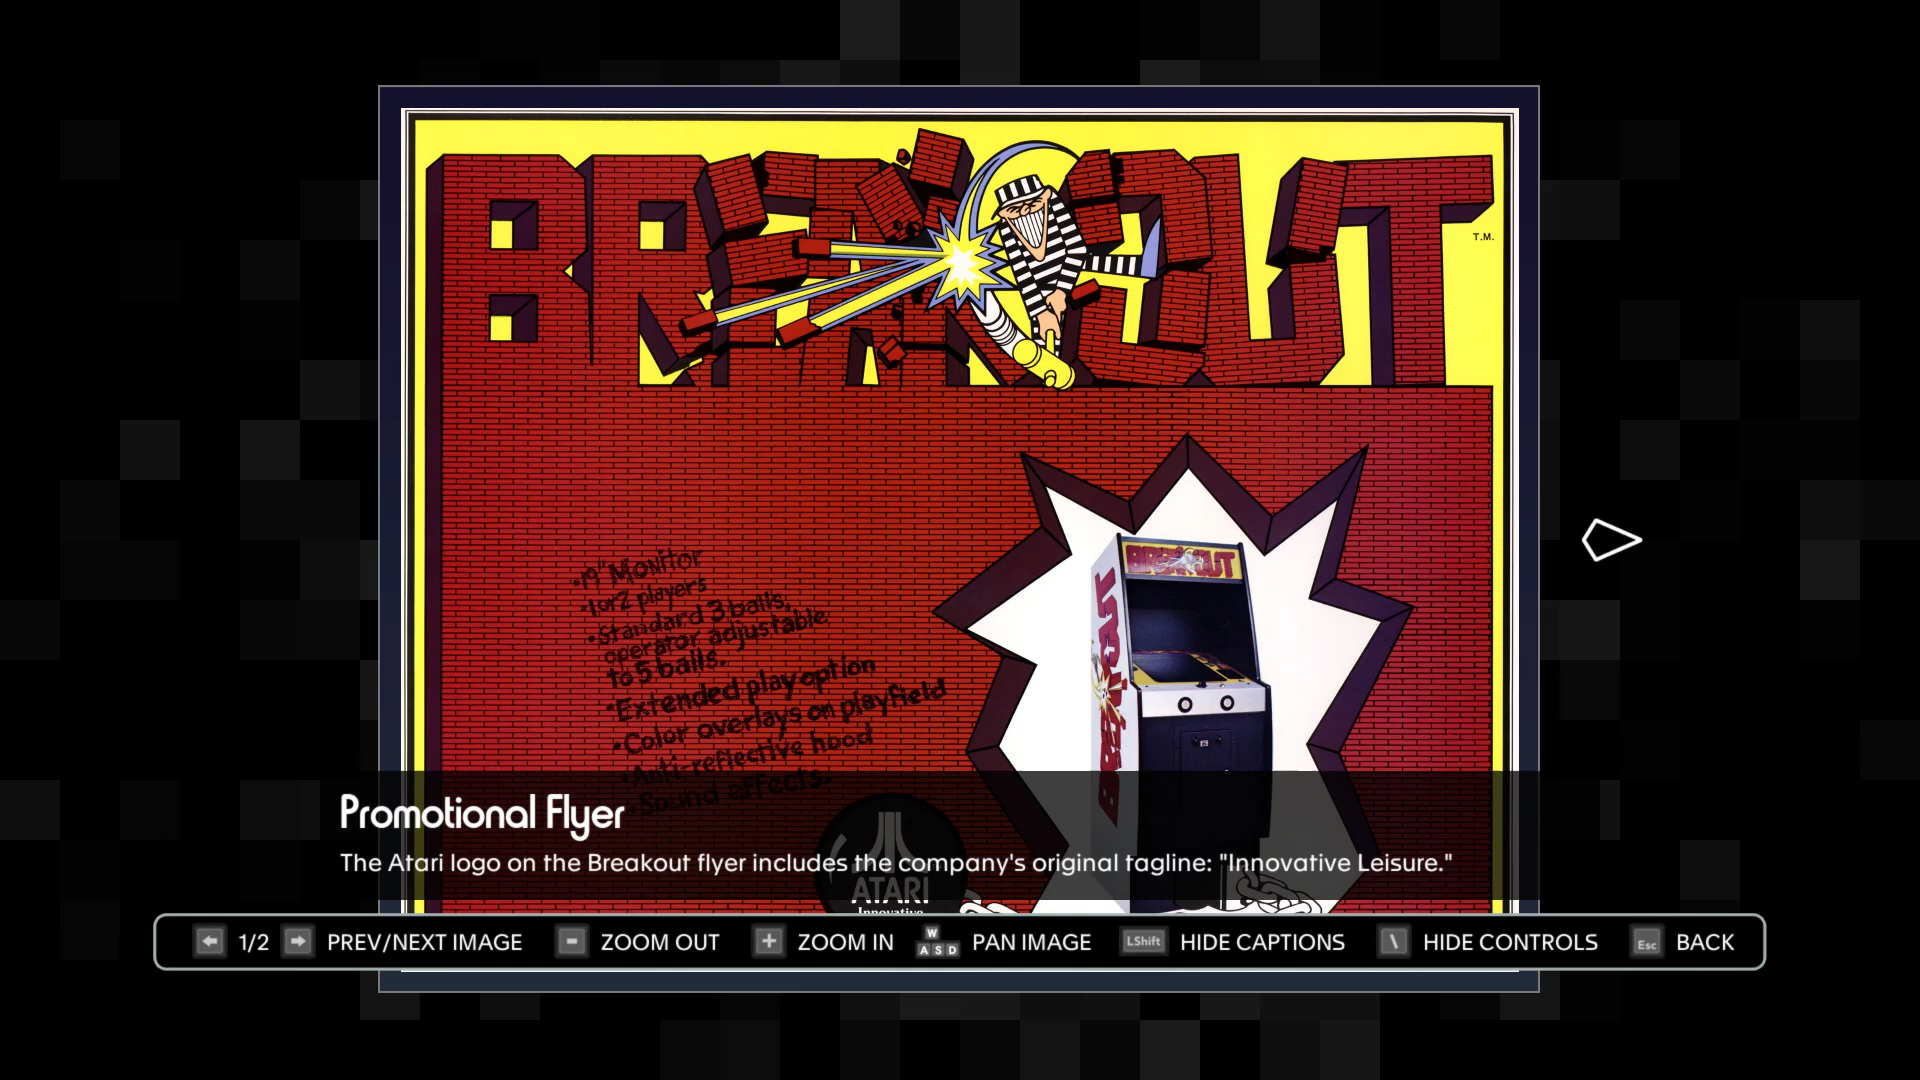 BREAKOUT
T.M.
•19" Monitor
•1 or 2 players
•Standard 3 balls,
operator adjustable
to 5 balls.
•Extended play option
•Color overlays on playfield
•Anti-reflective hood
•Sound effects.
BREAKOUT
BREAKOUT
Promotional Flyer
The Atari logo on the Breakout flyer includes the company's original tagline: "Innovative Leisure."
ATARI
Innovative
1/2 PREV/NEXT IMAGE - ZOOM OUT + ZOOM IN W A S D PAN IMAGE LShift HIDE CAPTIONS \ HIDE CONTROLS Esc BACK